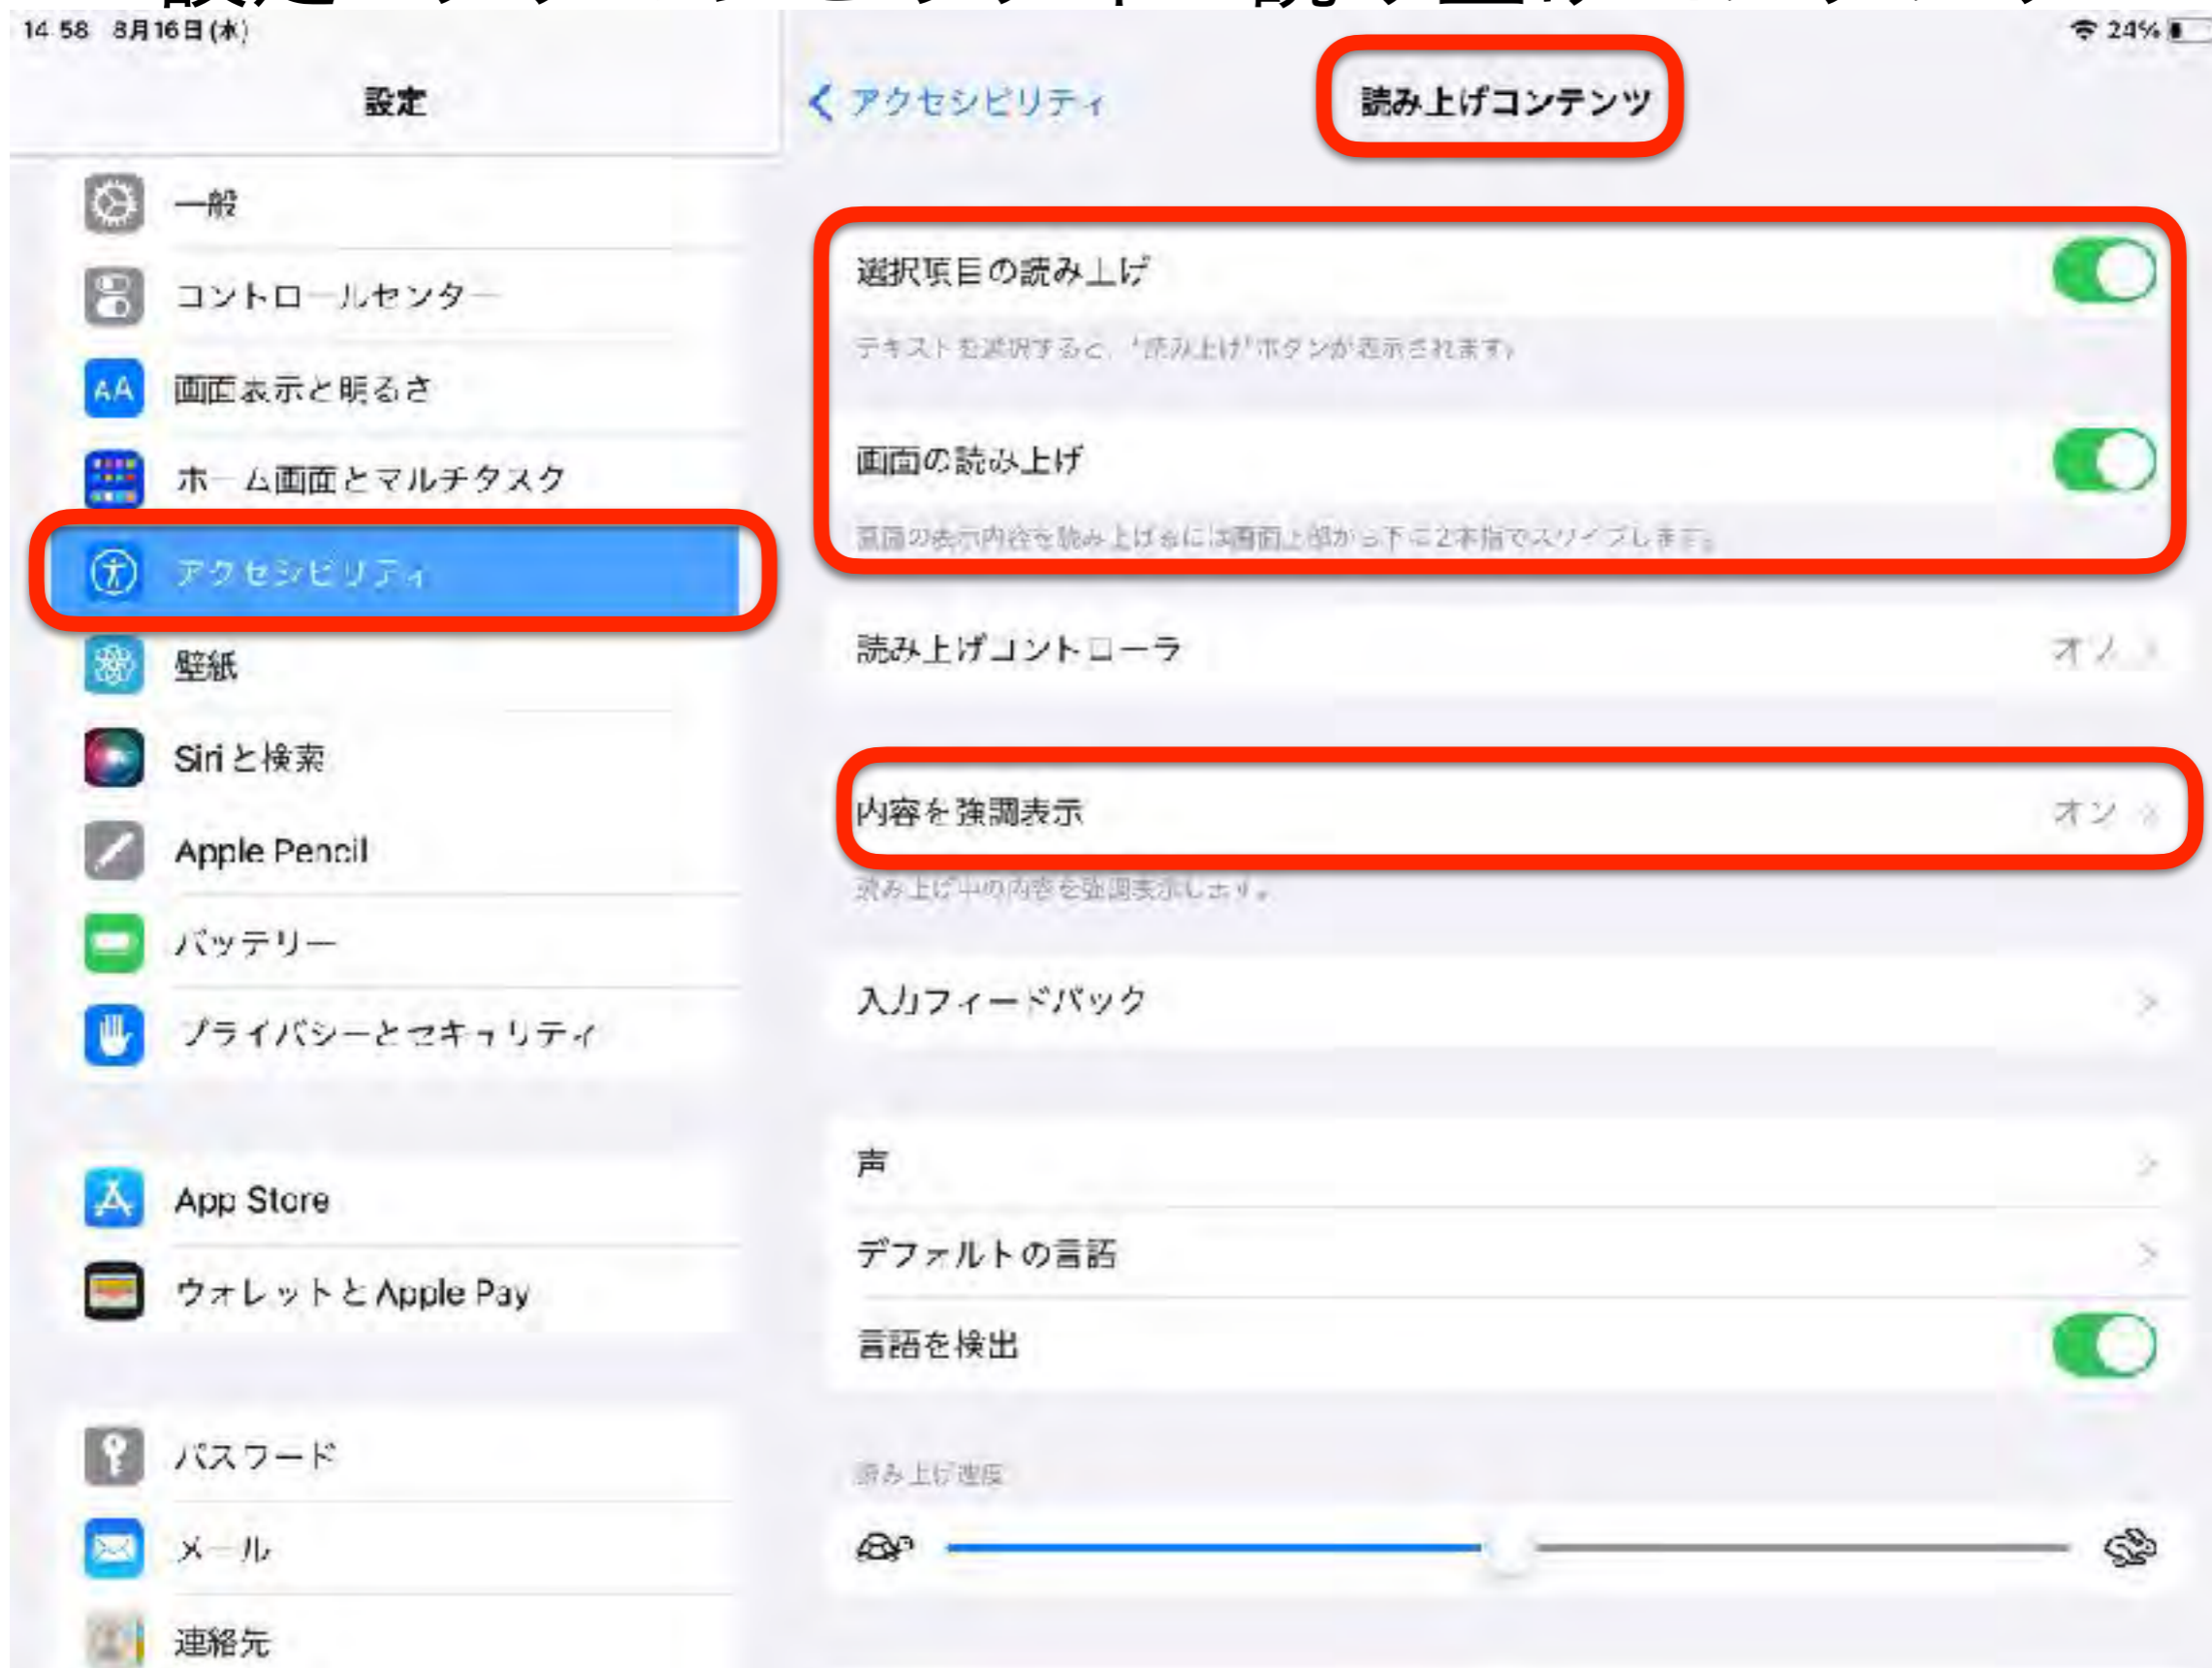 14 58 8月16日(水)
24%
設定
アクセシビリティ
読み上げコンテンツ
一般
コントロールセンター
画面表示と明るさ
ホーム画面とマルチタスク
アクセシビリティ
壁紙
Siriと検索
Apple Pencil
バッテリー
プライバシーとセキュリティ
App Store
ウォレットとApple Pay
パスワード
メール
連絡先
選択項目の読み上げ
テキストを選択すると、"読み上げ"ボタンが表示されます。
画面の読み上げ
画面の表示内容を読み上げるには画面上部から下に2本指でスワイプします。
読み上げコントローラ
オン
内容を強調表示
オン
読み上げ中の内容を強調表示します。
入力フィードバック
声
デフォルトの言語
言語を検出
読み上げ速度